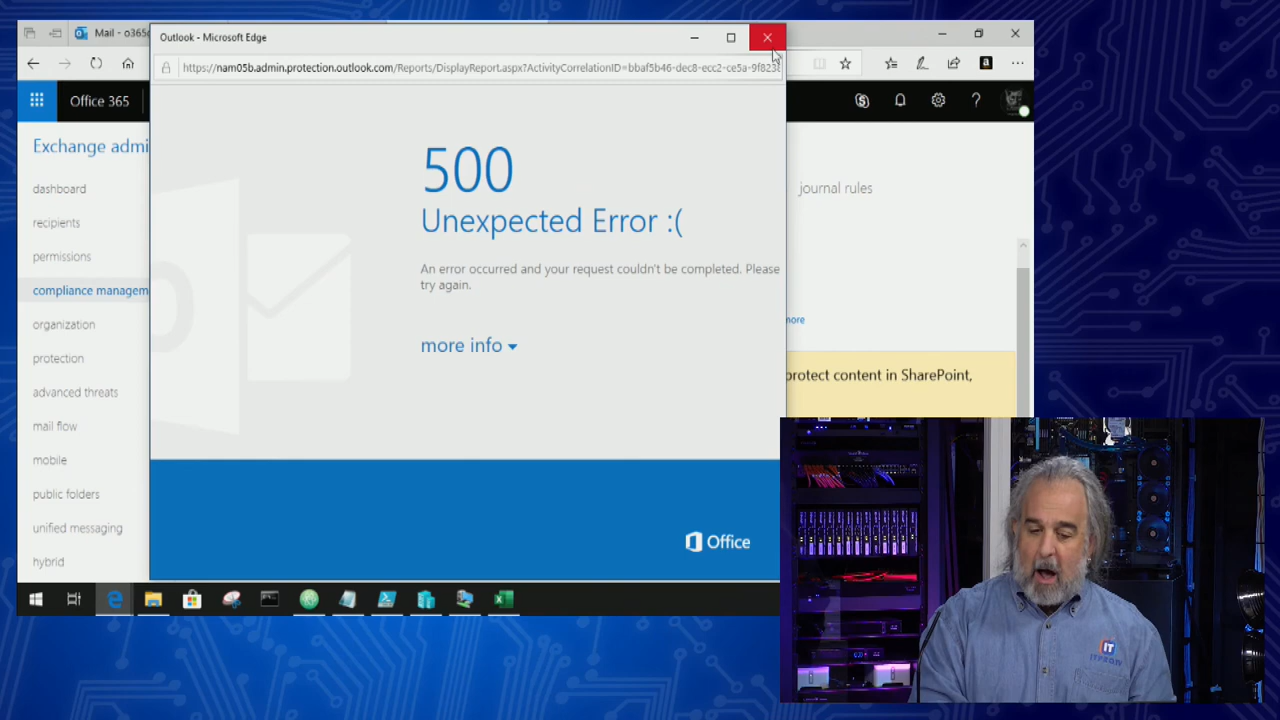 Mail - o365
Outlook - Microsoft Edge
https://nam05b.admin.protection.outlook.com/Reports/DisplayReport.aspx?ActivityCorrelationID=bbaf5b46-dec8-ecc2-ce5a-9f823
Office 365
?
Exchange admi
dashboard
recipients
permissions
compliance managem
organization
protection
advanced threats
mail flow
mobile
public folders
unified messaging
hybrid
500
Unexpected Error :(
An error occurred and your request couldn't be completed. Please
try again.
more info
Office
journal rules
more
protect content in SharePoint,
IT
ITPROTV